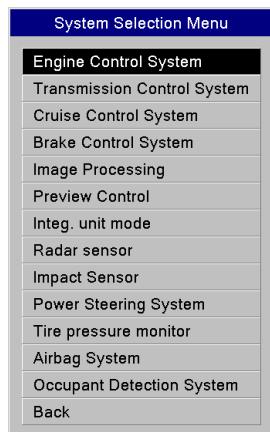 System Selection Menu
Engine Control System
Transmission Control System
Cruise Control System
Brake Control System
Image Processing
Preview Control
Integ. unit mode
Radar sensor
Impact Sensor
Power Steering System
Tire pressure monitor
Airbag System
Occupant Detection System
Back